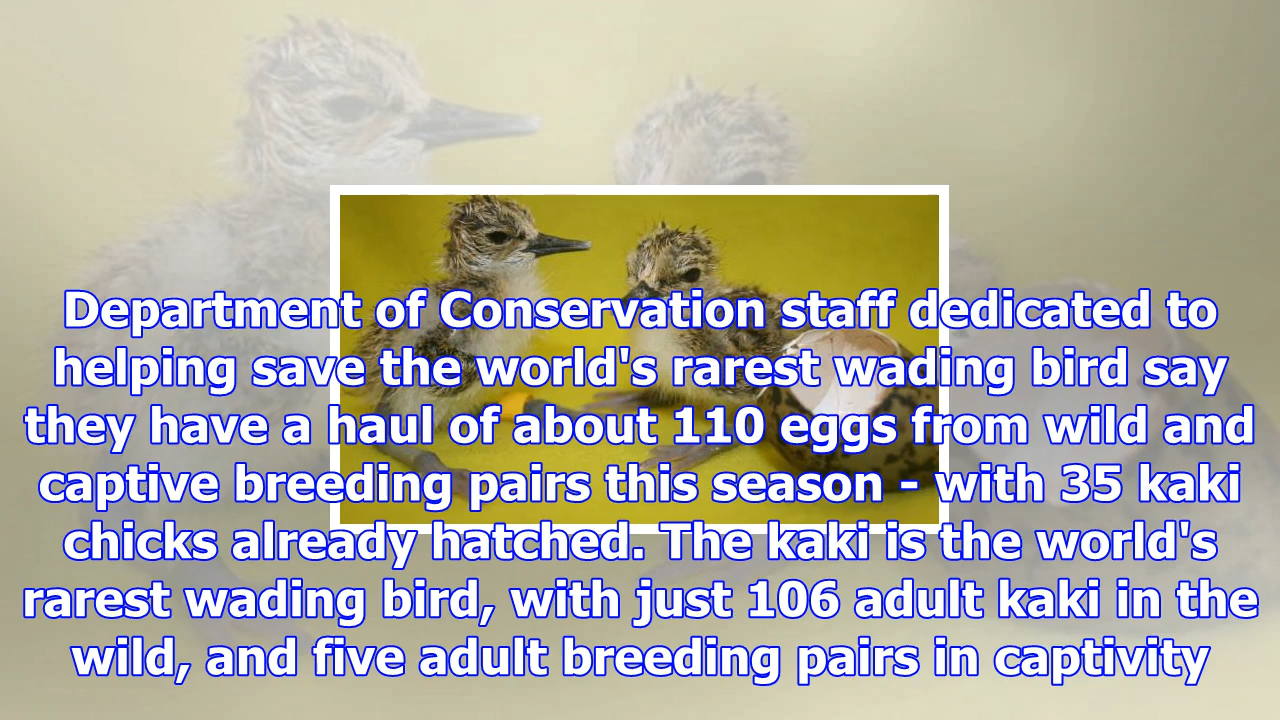 Department of Conservation staff dedicated to
helping save the world's rarest wading bird say
they have a haul of about 110 eggs from wild and
captive breeding pairs this season - with 35 kaki
chicks already hatched. The kaki is the world's
rarest wading bird, with just 106 adult kaki in the
wild, and five adult breeding pairs in captivity